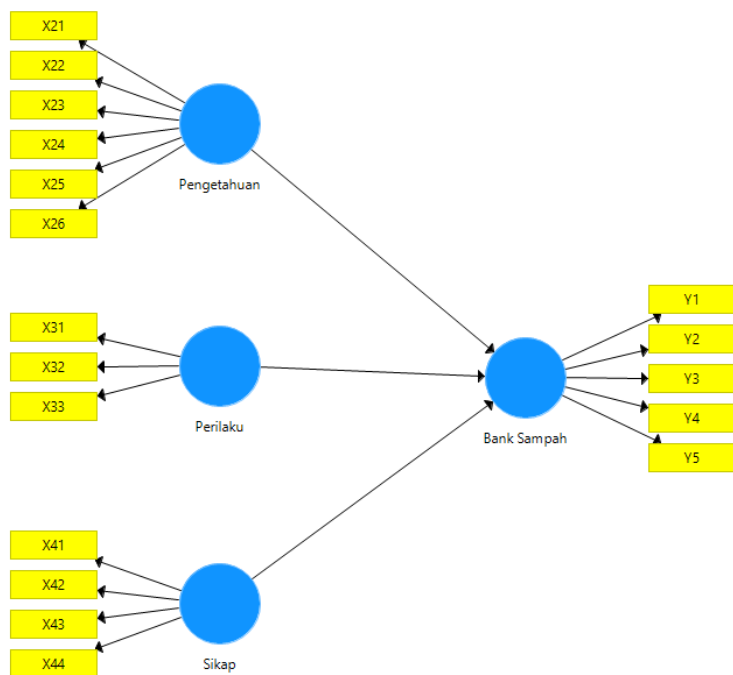 X21
X22
X23
X24
X25
X26
Pengetahuan
X31
X32
X33
Perilaku
Y1
Y2
Y3
Y4
Y5
Bank Sampah
X41
X42
X43
X44
Sikap